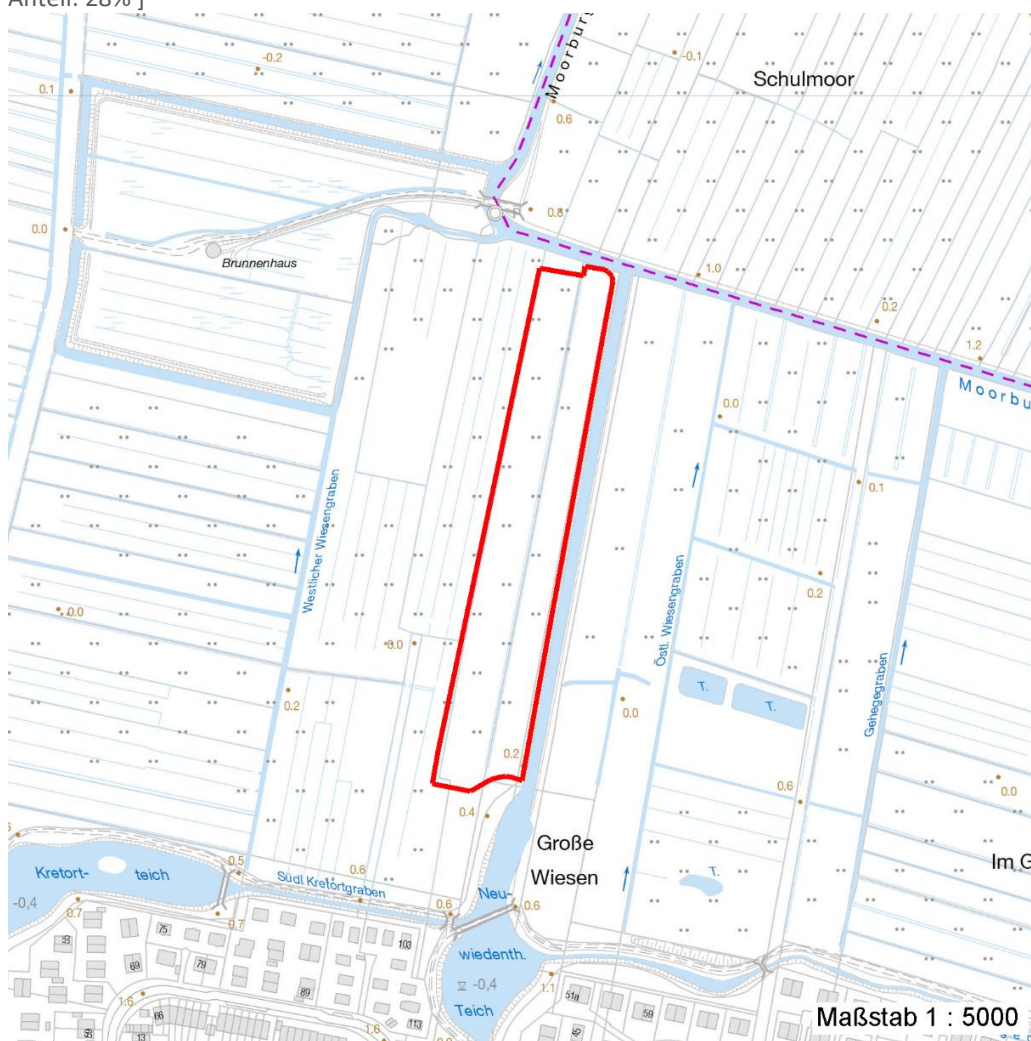 Anteil: 28% ]
-0.2
Moorburg
-0.1
Schulmoor
0.1
0.6
0.8
0.0
Brunnenhaus
1.0
0.2
1.2
Moorbu
0.0
0.1
Westlicher Wiesengraben
Östl. Wiesengraben
0.2
0.0
0.0
Gehegegraben
T.
T.
0.2
0.0
0.2
0.6
0.0
0.4
Große
Wiesen
Im G
T.
Kretort-
teich
-0,4
0.5
0.6
Südl Kretortgraben
Neu-
0.6
0.6
0.7
0.7
wiedenth.
-0,4
Teich
1.1
75
103
69
79
89
113
51a
59
45
1.6
66
13
1.6
Maßstab 1 : 5000